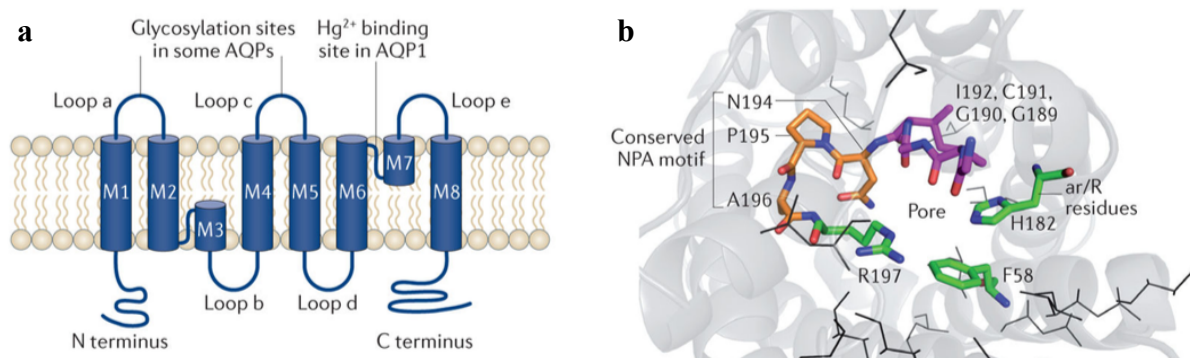 a
Glycosylation sites
in some AQPs
Hg2+ binding
site in AQP1
Loop a
Loop c
Loop e
M1
M2
M3
M4
M5
M6
M7
M8
Loop b
Loop d
N terminus
C terminus
b
Conserved
NPA motif
N194
P195
A196
I192, C191,
G190, G189
Pore
ar/R
residues
H182
R197
F58